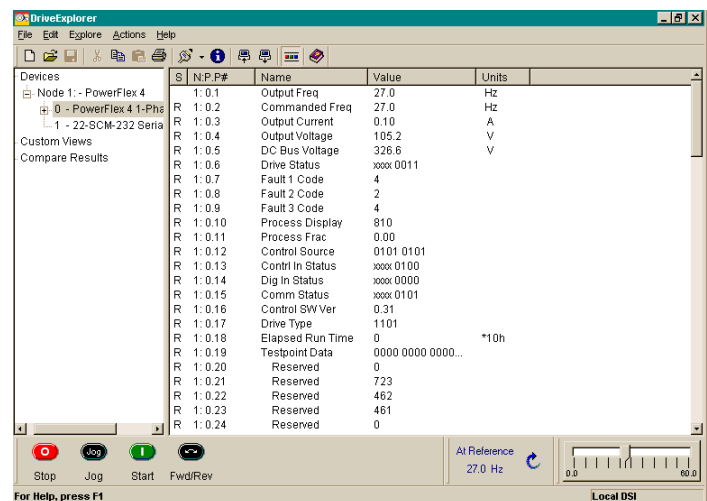 DriveExplorer
File Edit Explore Actions Help
Devices
Node 1: - PowerFlex 4
0 - PowerFlex 4 1-Pha
1 - 22-SCM-232 Seria
Custom Views
Compare Results
S N:P.P# Name Value Units
1: 0.1 Output Freq 27.0 Hz
R 1: 0.2 Commanded Freq 27.0 Hz
R 1: 0.3 Output Current 0.10 A
R 1: 0.4 Output Voltage 105.2 V
R 1: 0.5 DC Bus Voltage 326.6 V
R 1: 0.6 Drive Status xxxx 0011
R 1: 0.7 Fault 1 Code 4
R 1: 0.8 Fault 2 Code 2
R 1: 0.9 Fault 3 Code 4
R 1: 0.10 Process Display 810
R 1: 0.11 Process Frac 0.00
R 1: 0.12 Control Source 0101 0101
R 1: 0.13 Contrl In Status xxxx 0100
R 1: 0.14 Dig In Status xxxx 0000
R 1: 0.15 Comm Status xxxx 0101
R 1: 0.16 Control SW Ver 0.31
R 1: 0.17 Drive Type 1101
R 1: 0.18 Elapsed Run Time 0 *10h
R 1: 0.19 Testpoint Data 0000 0000 0000...
R 1: 0.20 Reserved 0
R 1: 0.21 Reserved 723
R 1: 0.22 Reserved 462
R 1: 0.23 Reserved 461
R 1: 0.24 Reserved 0
O Jog I
Stop Jog Start Fwd/Rev
At Reference
27.0 Hz
0.0 60.0
For Help, press F1 Local DSI